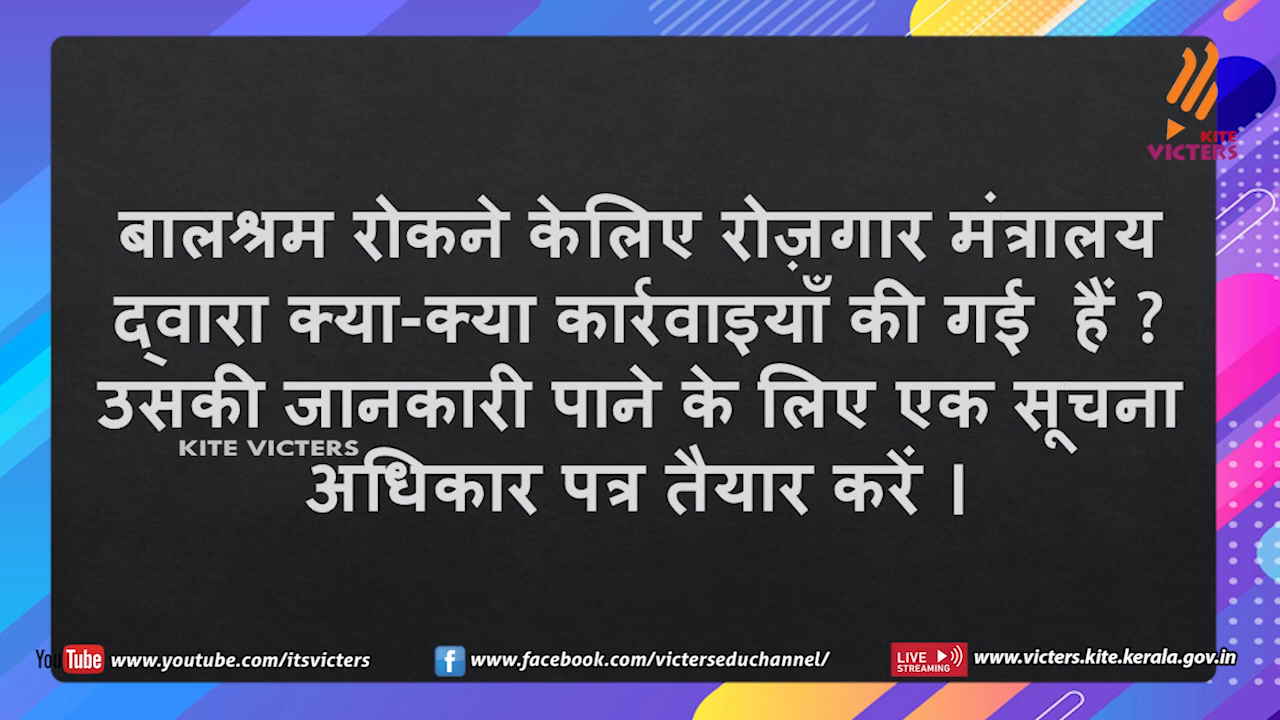 KITE
VICTERS
बालश्रम रोकने केलिए रोज़गार मंत्रालय
द्वारा क्या-क्या कार्रवाइयाँ की गई हैं ?
उसकी जानकारी पाने के लिए एक सूचना
KITE VICTERS
अधिकार पत्र तैयार करें ।
YouTube www.youtube.com/itsvicters
f www.facebook.com/victerseduchannel/
LIVE STREAMING www.victers.kite.kerala.gov.in